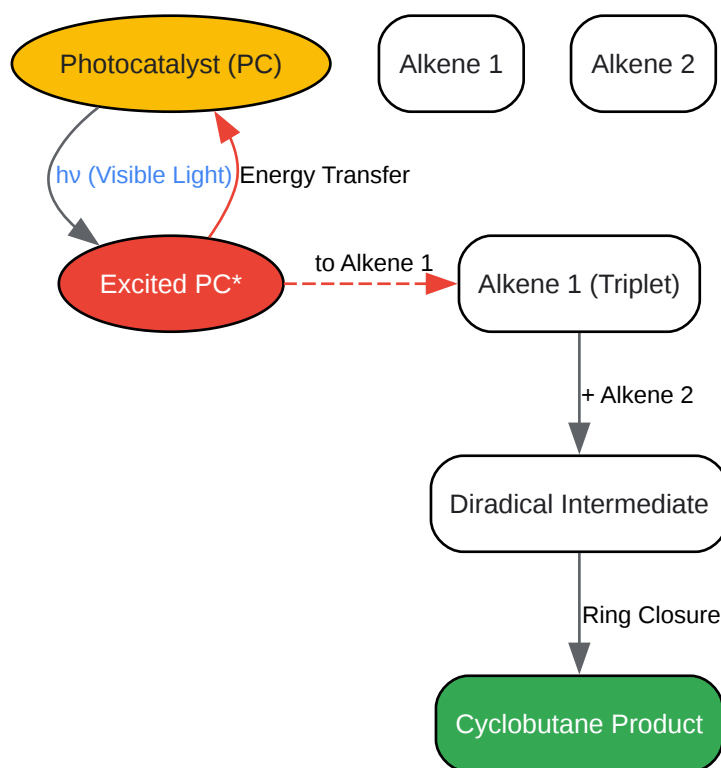 Photocatalyst (PC)
Alkene 1
Alkene 2
hν (Visible Light)
Energy Transfer
Excited PC*
to Alkene 1
Alkene 1 (Triplet)
+ Alkene 2
Diradical Intermediate
Ring Closure
Cyclobutane Product